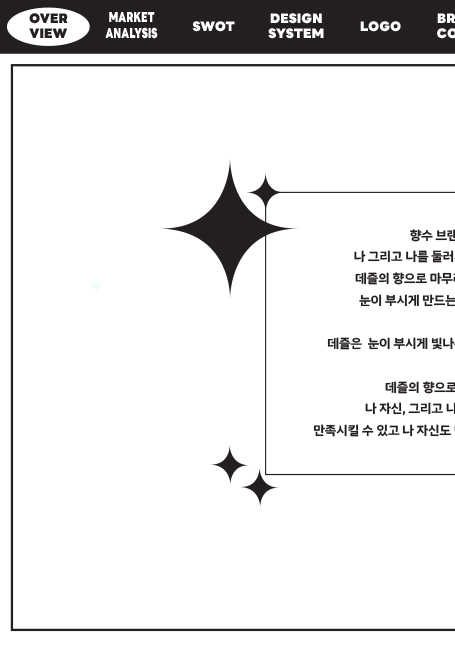 OVER
VIEW
MARKET
ANALYSIS
SWOT
DESIGN
SYSTEM
LOGO
BR
CO
향수 브랜
나 그리고 나를 둘러
데즐의 향으로 마무
눈이 부시게 만드는
데즐은 눈이 부시게 빛나
데즐의 향으로
나 자신, 그리고 나
만족시킬 수 있고 나 자신도